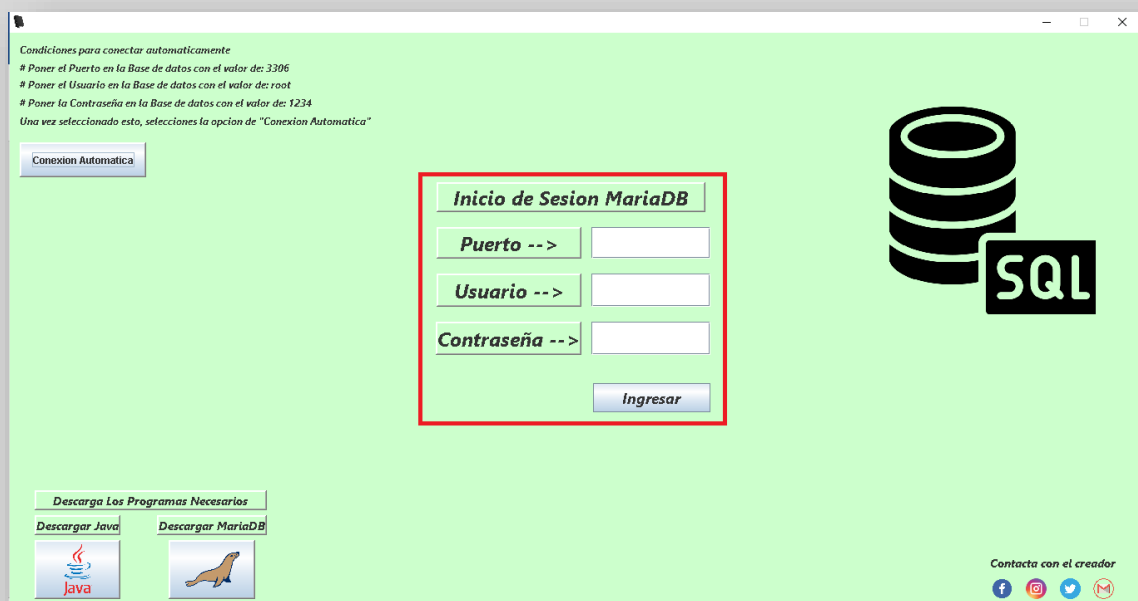 Condiciones para conectar automaticamente
# Poner el Puerto en la Base de datos con el valor de: 3306
# Poner el Usuario en la Base de datos con el valor de: root
# Poner la Contraseña en la Base de datos con el valor de: 1234
Una vez seleccionado esto, selecciones la opcion de "Conexion Automatica"
Conexion Automatica
Inicio de Sesion MariaDB
Puerto -->
Usuario -->
Contraseña -->
Ingresar
SQL
Descarga Los Programas Necesarios
Descargar Java
Descargar MariaDB
Java
Contacta con el creador